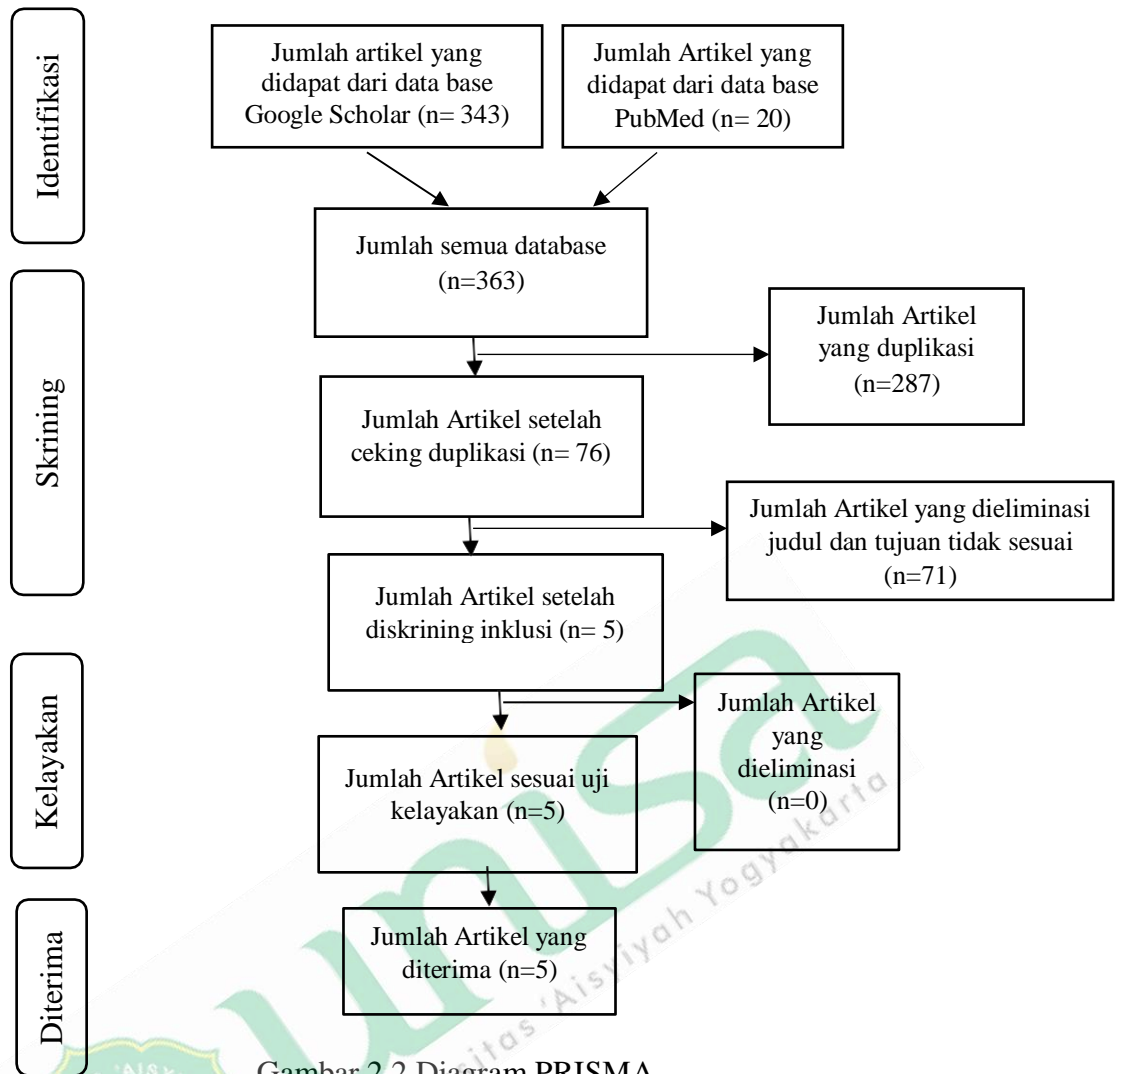 Identifikasi
Jumlah artikel yang
didapat dari data base
Google Scholar (n= 343)
Jumlah Artikel yang
didapat dari data base
PubMed (n= 20)
Jumlah semua database
(n=363)
Skrining
Jumlah Artikel
yang duplikasi
(n=287)
Jumlah Artikel setelah
ceking duplikasi (n= 76)
Jumlah Artikel yang dieliminasi
judul dan tujuan tidak sesuai
(n=71)
Jumlah Artikel setelah
diskrining inklusi (n= 5)
Kelayakan
Jumlah Artikel
yang
dieliminasi
(n=0)
Jumlah Artikel sesuai uji
kelayakan (n=5)
Diterima
Jumlah Artikel yang
diterima (n=5)
unisa
'Aisyiyah Yogyakarta
Gambar 2.2 Diagram PRISMA